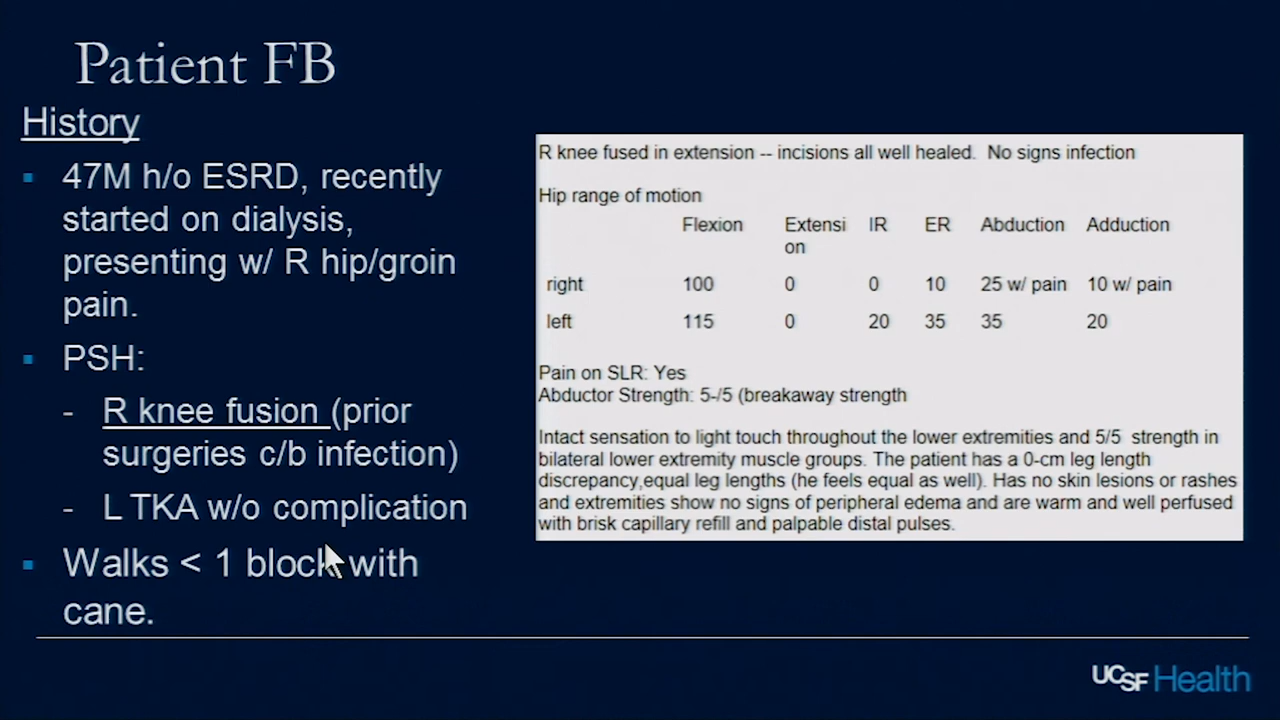 Patient FB
History
47M h/o ESRD, recently
started on dialysis,
presenting w/ R hip/groin
pain.
PSH:
- R knee fusion (prior
surgeries c/b infection)
- L TKA w/o complication
Walks < 1 block with
cane.
R knee fused in extension -- incisions all well healed.  No signs infection
Hip range of motion
Flexion Extensi IR ER Abduction Adduction
on
right 100 0 0 10 25 w/ pain 10 w/ pain
left 115 0 20 35 35 20
Pain on SLR: Yes
Abductor Strength: 5-/5 (breakaway strength
Intact sensation to light touch throughout the lower extremities and 5/5  strength in
bilateral lower extremity muscle groups. The patient has a 0-cm leg length
discrepancy,equal leg lengths (he feels equal as well). Has no skin lesions or rashes
and extremities show no signs of peripheral edema and are warm and well perfused
with brisk capillary refill and palpable distal pulses.
UCSF Health